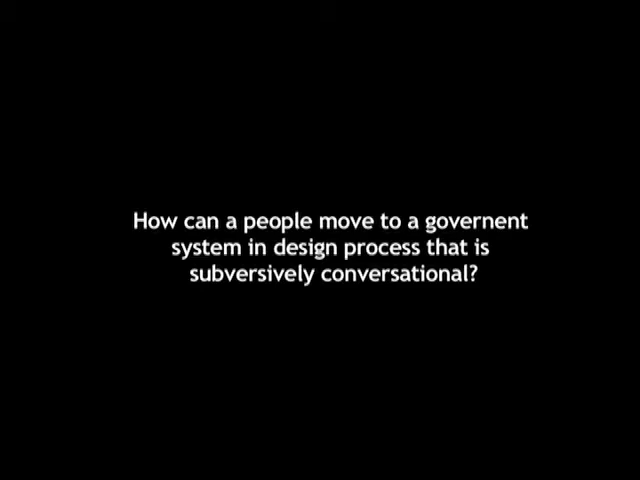 How can a people move to a governent
system in design process that is
subversively conversational?